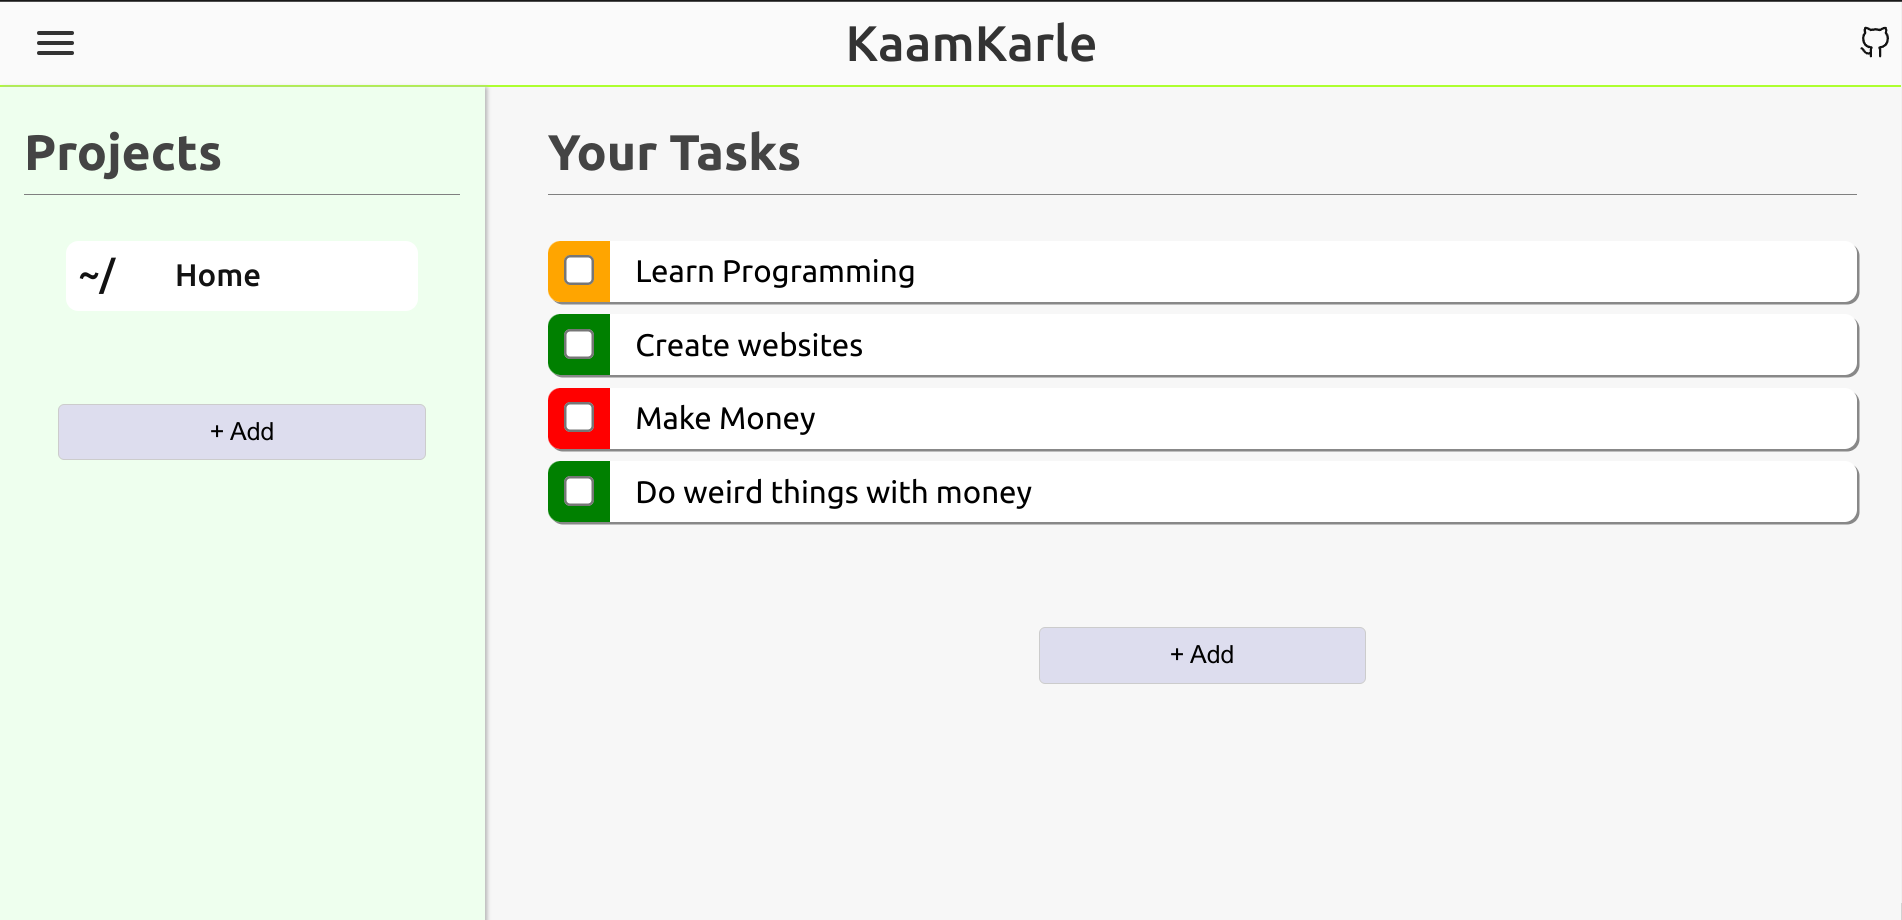 KaamKarle
Projects
~/ Home
+ Add
Your Tasks
Learn Programming
Create websites
Make Money
Do weird things with money
+ Add